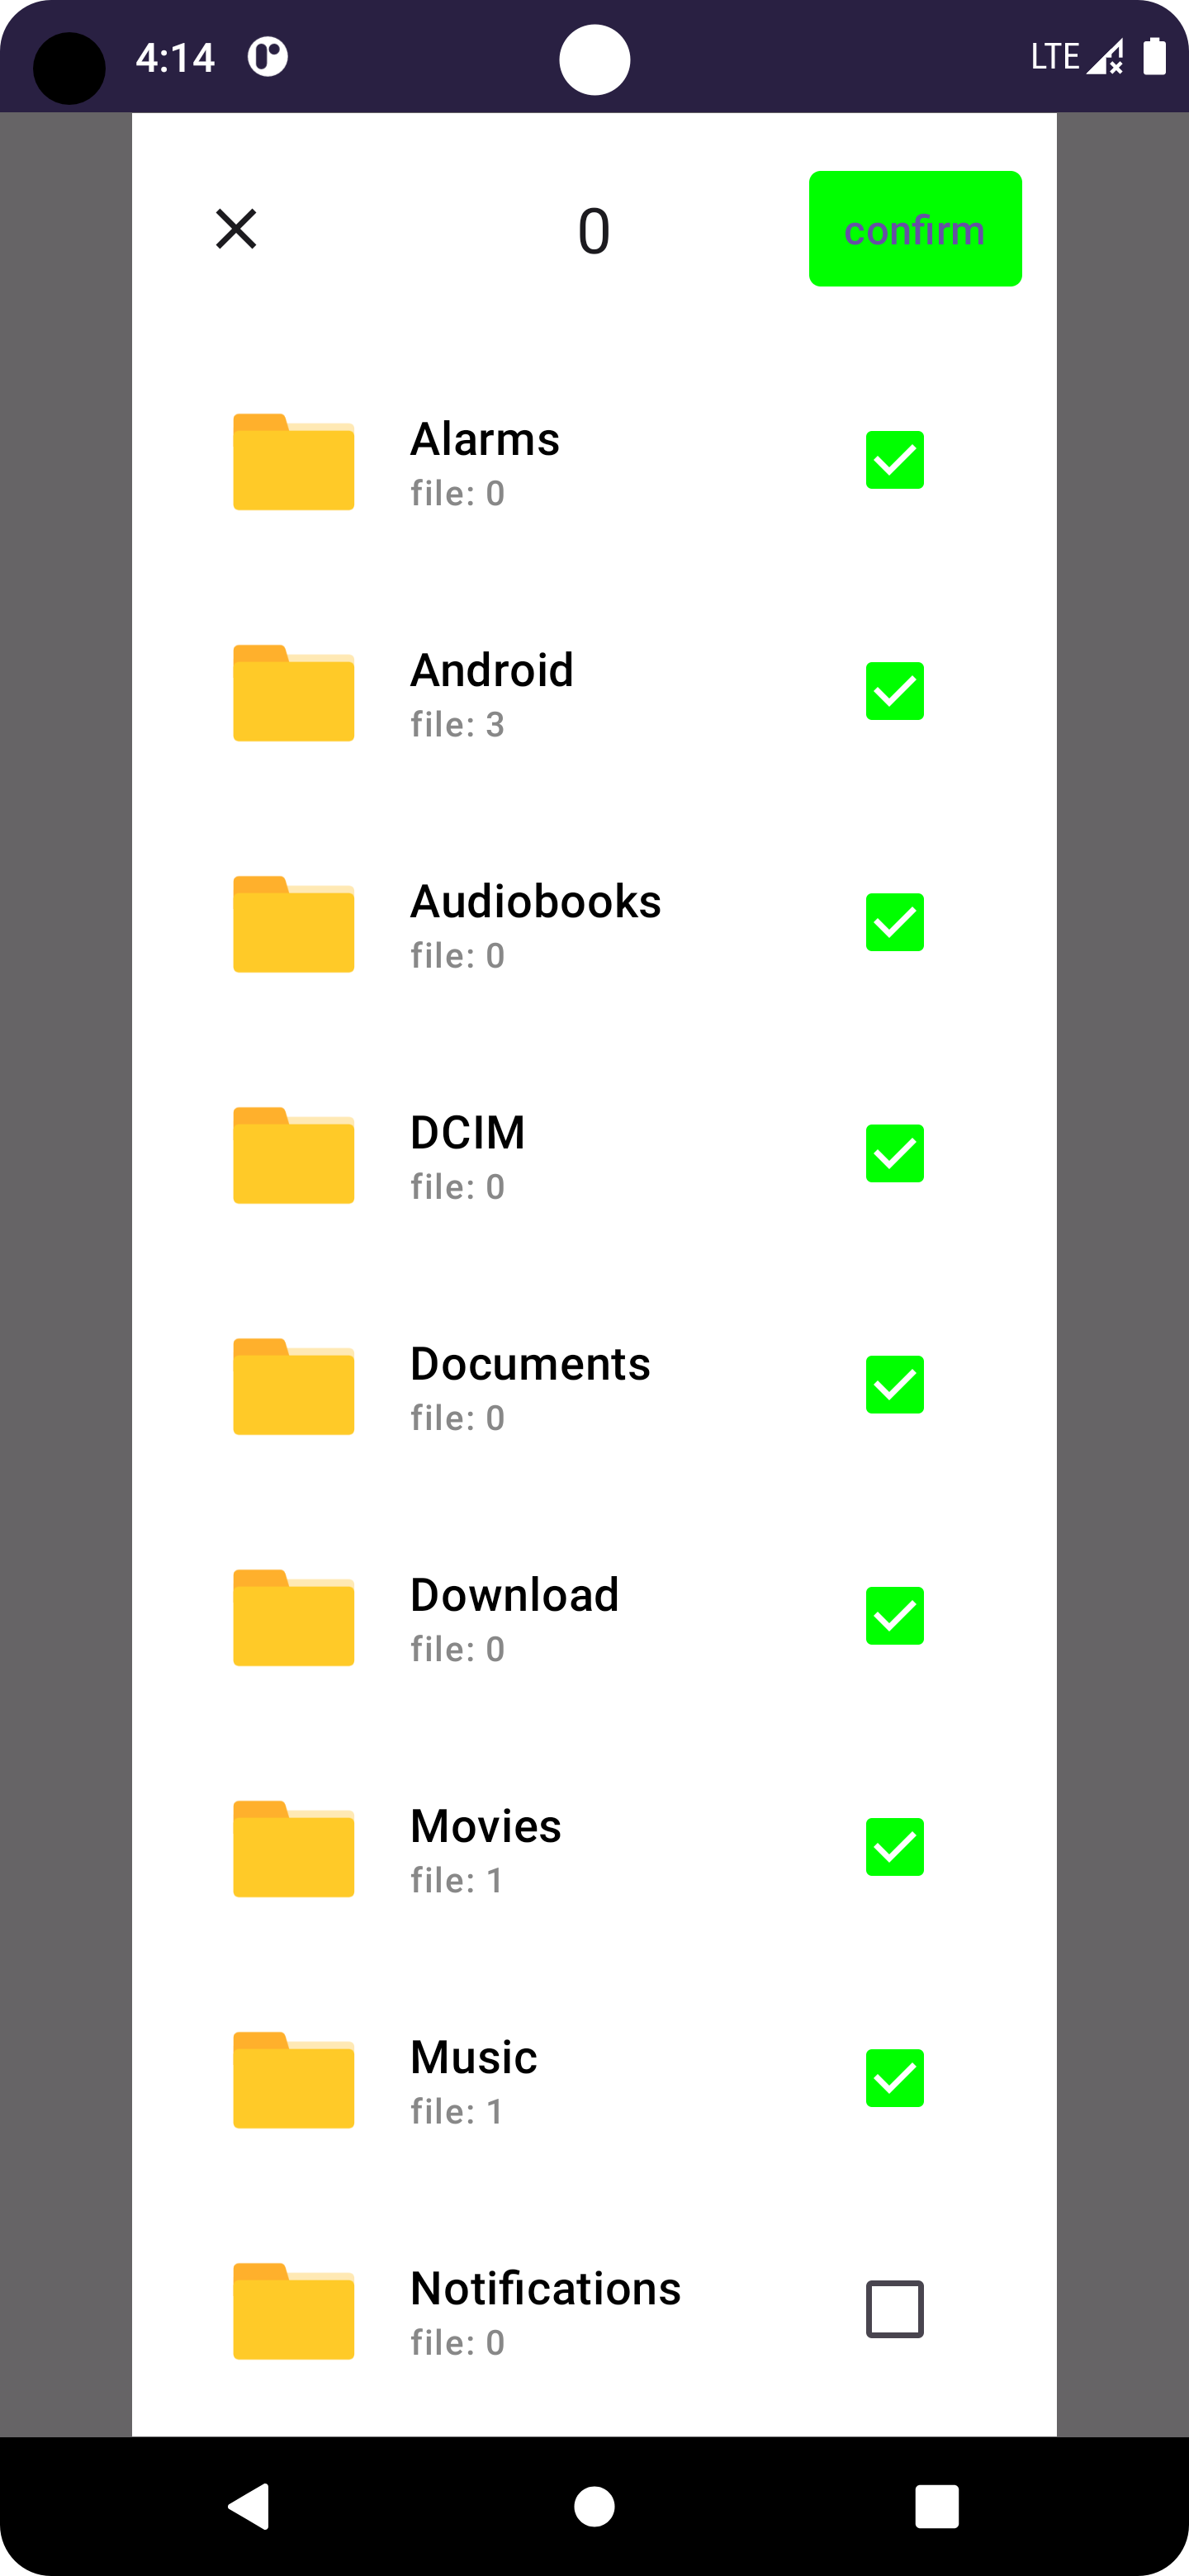 4:14
LTE
0
confirm
Alarms
file: 0
Android
file: 3
Audiobooks
file: 0
DCIM
file: 0
Documents
file: 0
Download
file: 0
Movies
file: 1
Music
file: 1
Notifications
file: 0